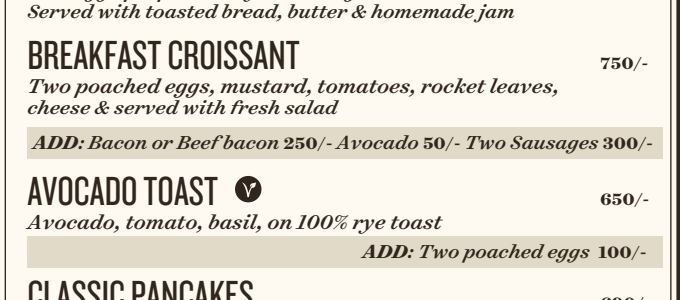 Served with toasted bread, butter & homemade jam
BREAKFAST CROISSANT 750/-
Two poached eggs, mustard, tomatoes, rocket leaves,
cheese & served with fresh salad
ADD: Bacon or Beef bacon 250/- Avocado 50/- Two Sausages 300/-
AVOCADO TOAST V 650/-
Avocado, tomato, basil, on 100% rye toast
ADD: Two poached eggs 100/-
CLASSIC PANCAKES